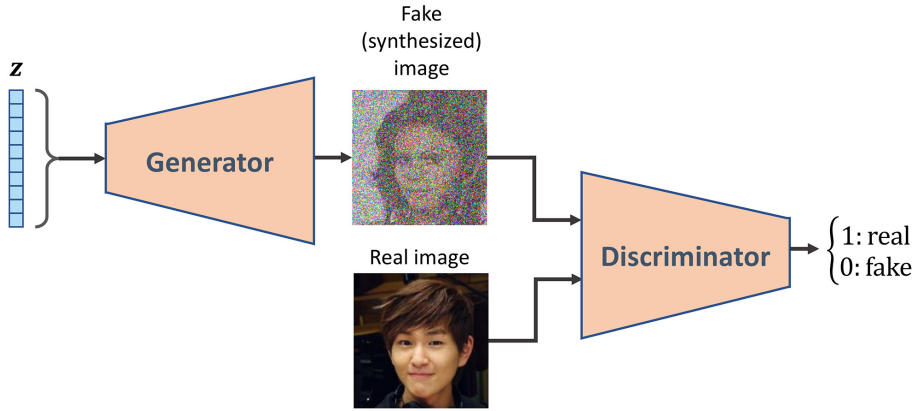 z
Generator
Fake
(synthesized)
image
Real image
Discriminator
1: real
0: fake